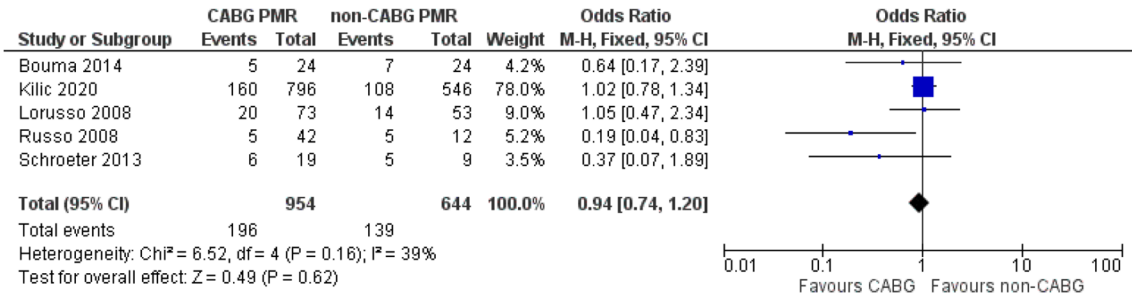 CABG PMR non-CABG PMR Odds Ratio Odds Ratio
Study or Subgroup Events Total Events Total Weight M-H, Fixed, 95% CI M-H, Fixed, 95% CI
Bouma 2014 5 24 7 24 4.2% 0.64 [0.17, 2.39]
Kilic 2020 160 796 108 546 78.0% 1.02 [0.78, 1.34]
Lorusso 2008 20 73 14 53 9.0% 1.05 [0.47, 2.34]
Russo 2008 5 42 5 12 5.2% 0.19 [0.04, 0.83]
Schroeter 2013 6 19 5 9 3.5% 0.37 [0.07, 1.89]
Total (95% CI) 954 644 100.0% 0.94 [0.74, 1.20]
Total events 196 139
Heterogeneity: Chi² = 6.52, df = 4 (P = 0.16); I² = 39%
Test for overall effect: Z = 0.49 (P = 0.62)
0.01 0.1 1 10 100
Favours CABG Favours non-CABG